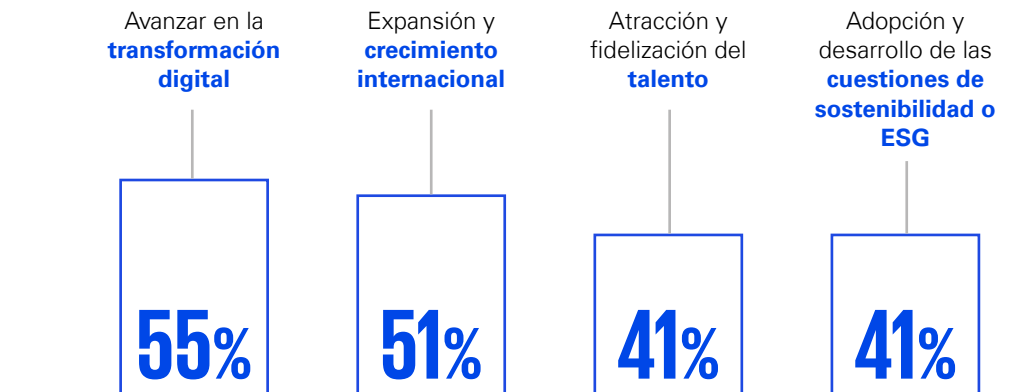 Avanzar en la
transformación
digital
Expansión y
crecimiento
internacional
Atracción y
fidelización del
talento
Adopción y
desarrollo de las
cuestiones de
sostenibilidad o
ESG
55%
51%
41%
41%